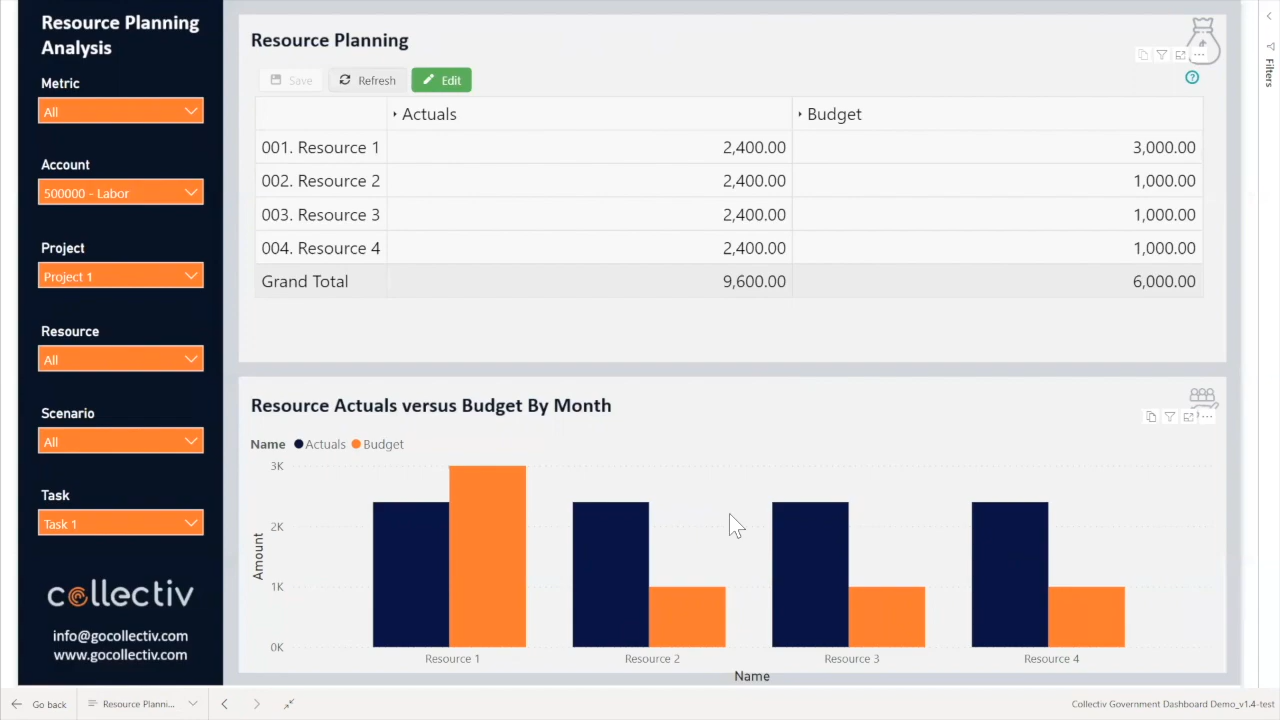 Resource Planning
Analysis
Metric
All
Account
500000 - Labor
Project
Project 1
Resource
All
Scenario
All
Task
Task 1
collectiv
info@gocollectiv.com
www.gocollectiv.com
Resource Planning
Save Refresh Edit
Actuals Budget
001. Resource 1 2,400.00 3,000.00
002. Resource 2 2,400.00 1,000.00
003. Resource 3 2,400.00 1,000.00
004. Resource 4 2,400.00 1,000.00
Grand Total 9,600.00 6,000.00
Resource Actuals versus Budget By Month
Name Actuals Budget
3K
2K
1K
0K
Amount
Resource 1 Resource 2 Resource 3 Resource 4
Name
Filters
Go back Resource Planni... Collectiv Government Dashboard Demo_v1.4-test